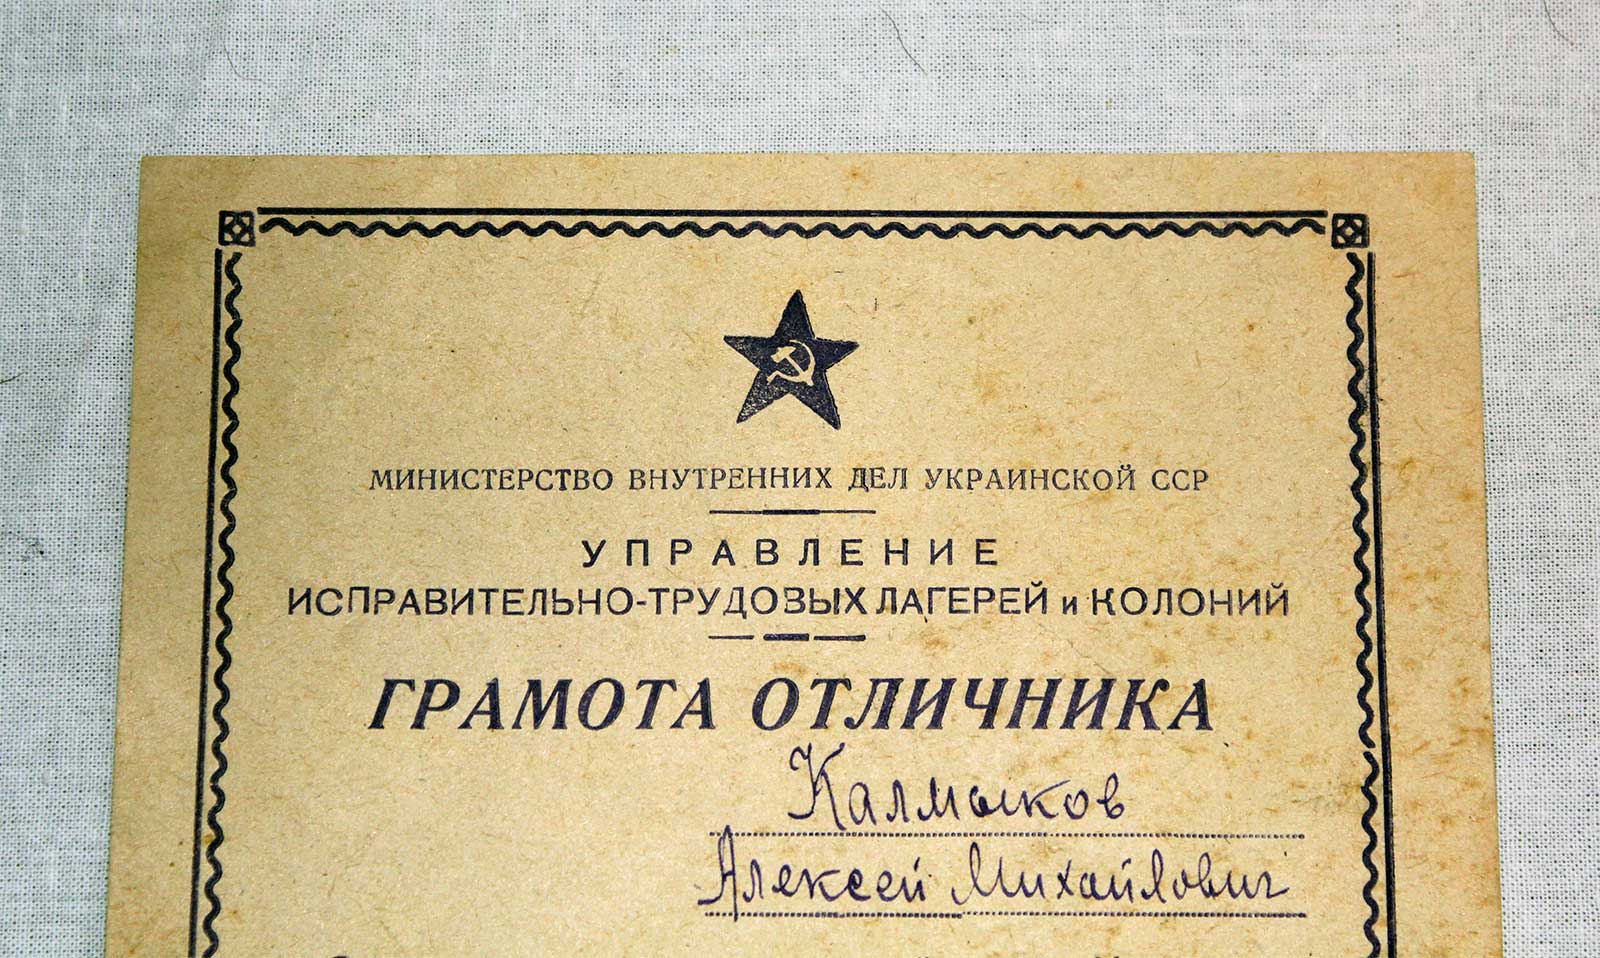 МИНИСТЕРСТВО ВНУТРЕННИХ ДЕЛ УКРАИНСКОЙ ССР
УПРАВЛЕНИЕ
ИСПРАВИТЕЛЬНО-ТРУДОВЫХ ЛАГЕРЕЙ и КОЛОНИЙ
ГРАМОТА ОТЛИЧНИКА
Калмыков
Алексей Михайлович